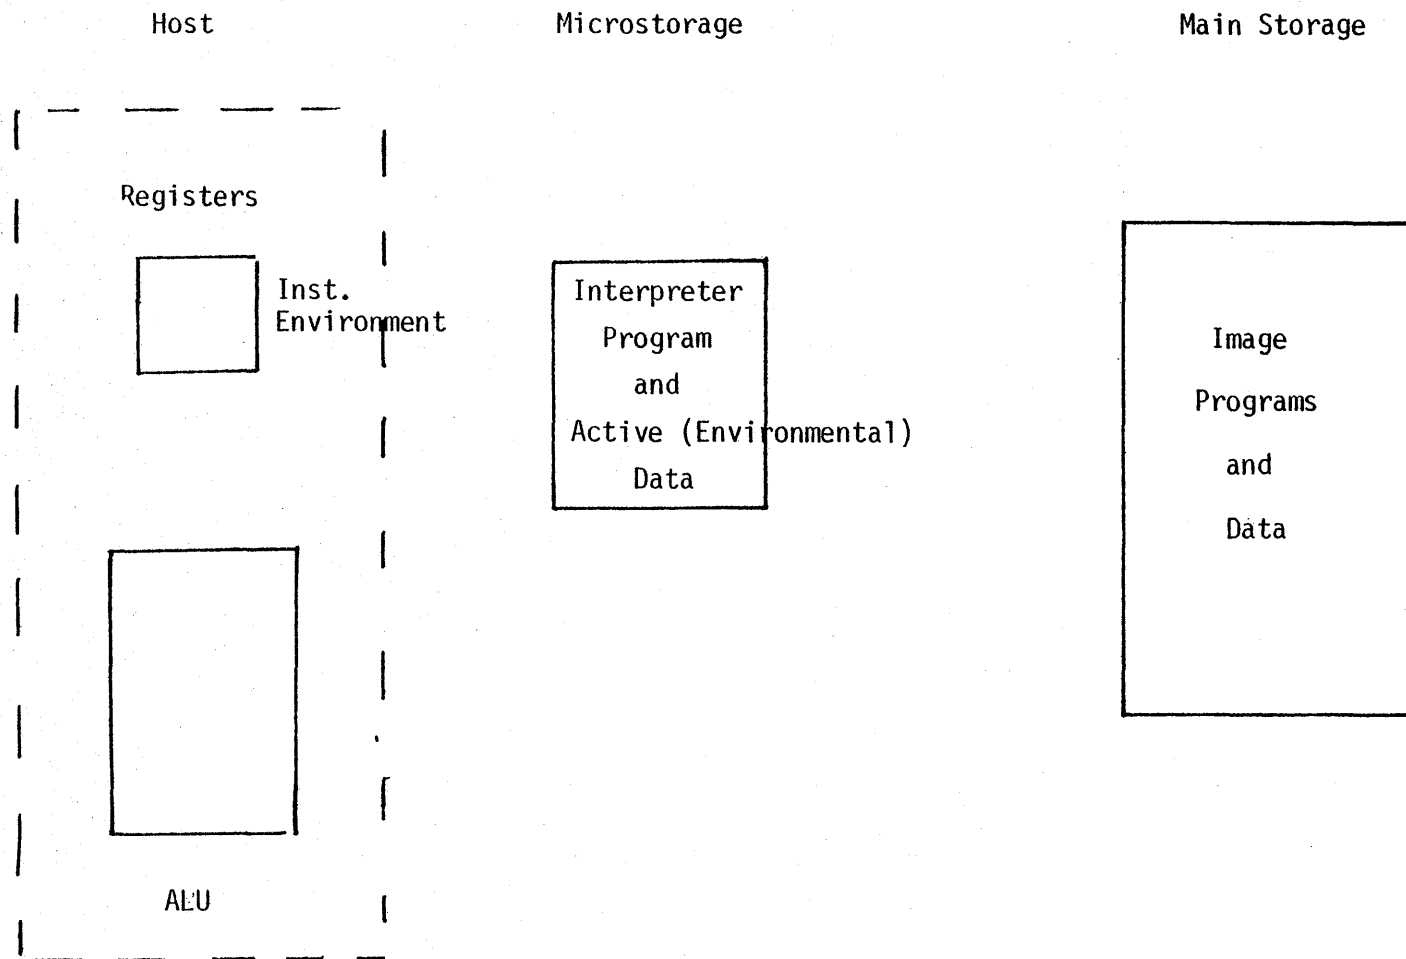 Host
Microstorage
Main Storage
Registers
Inst.
Environment
Interpreter
Program
and
Active (Environmental)
Data
Image
Programs
and
Data
ALU